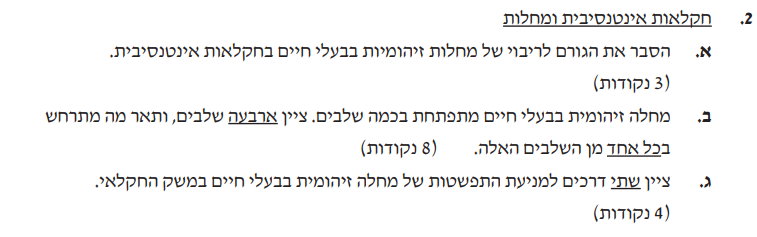 2. חקלאות אינטנסיבית ומחלות
א. הסבר את הגורם לריבוי של מחלות זיהומיות בבעלי חיים בחקלאות אינטנסיבית.
(3 נקודות)
ב. מחלה זיהומית בבעלי חיים מתפתחת בכמה שלבים. ציין ארבעה שלבים, ותאר מה מתרחש
בכל אחד מן השלבים האלה. (8 נקודות)
ג. ציין שתי דרכים למניעת התפשטות של מחלה זיהומית בבעלי חיים במשק החקלאי.
(4 נקודות)